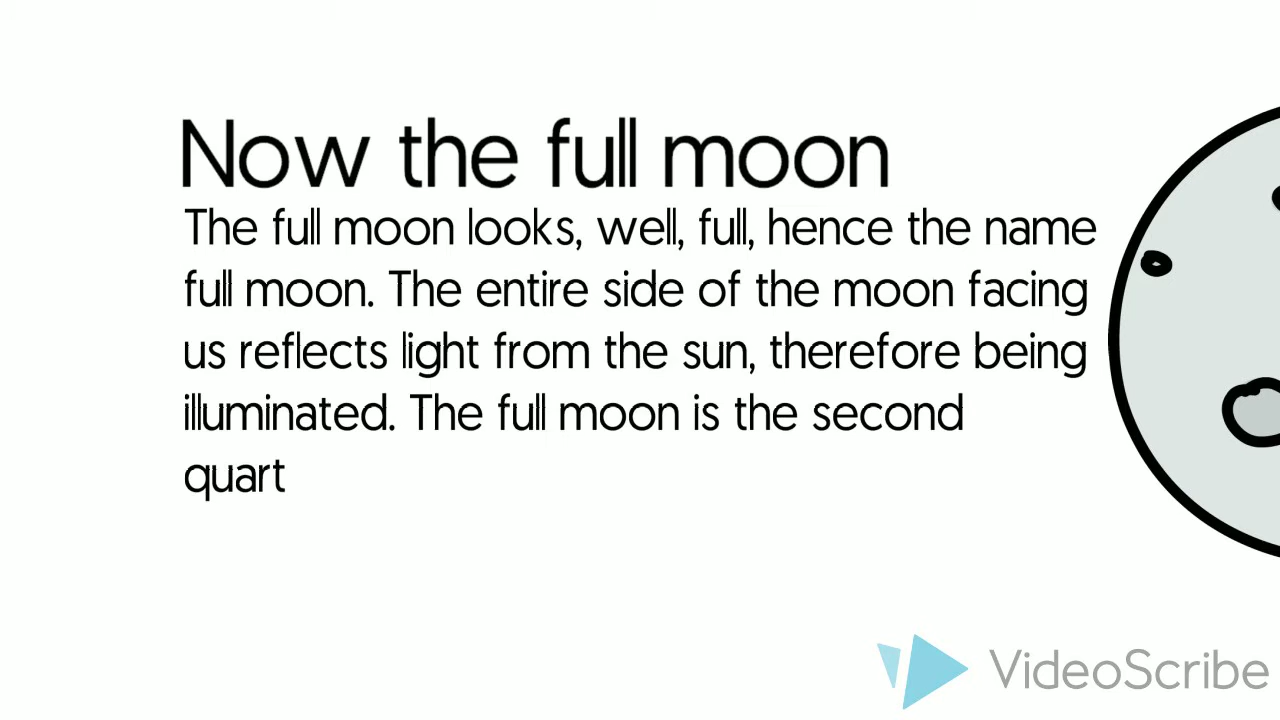 Now the full moon
The full moon looks, well, full, hence the name
full moon. The entire side of the moon facing
us reflects light from the sun, therefore being
illuminated. The full moon is the second
quart
VideoScribe